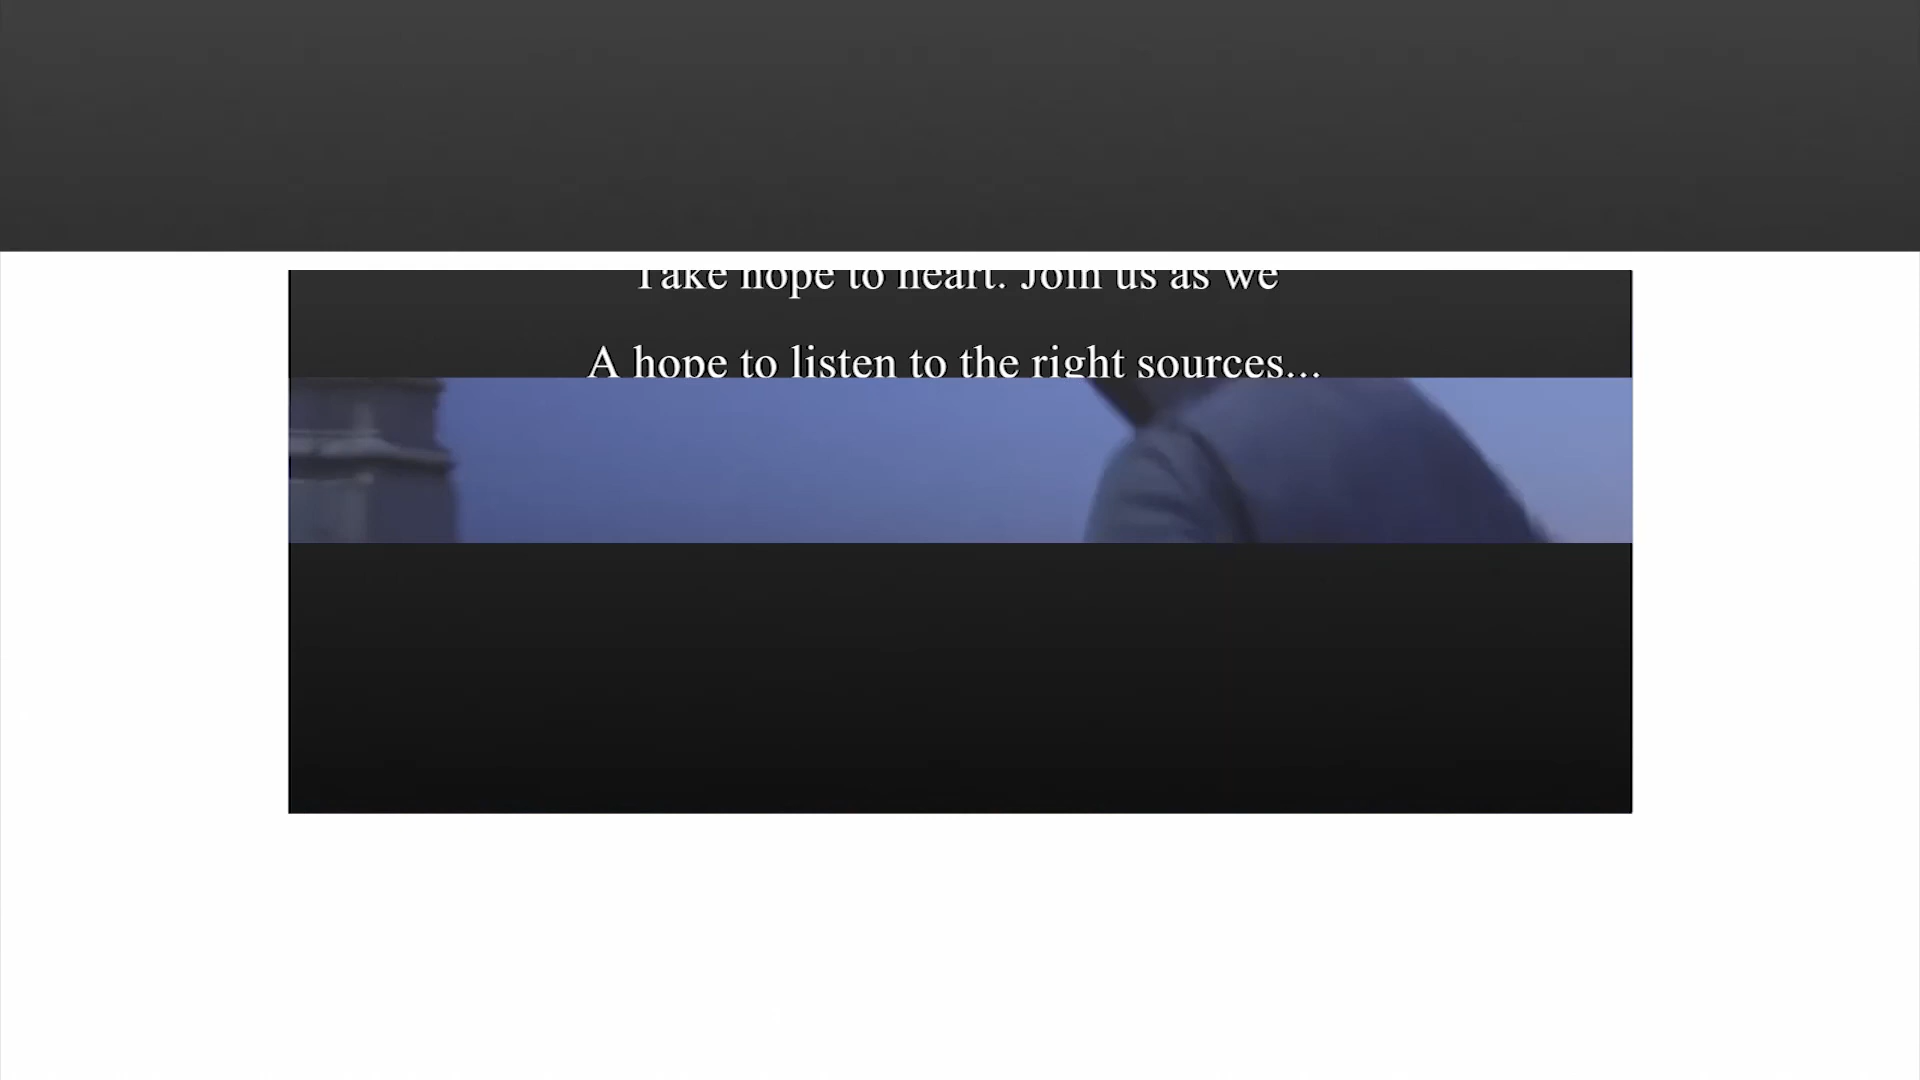 Take hope to heart. Join us as we
A hope to listen to the right sources...